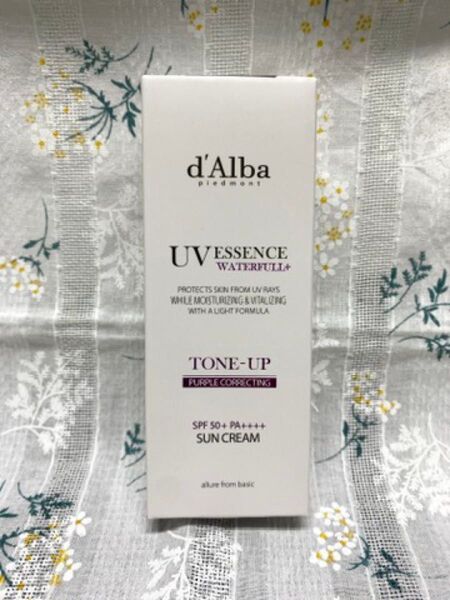 d'Alba
piedmont
UV ESSENCE
WATERFULL+
PROTECTS SKIN FROM UV RAYS
WHILE MOISTURIZING & VITALIZING
WITH A LIGHT FORMULA
TONE-UP
PURPLE CORRECTING
SPF 50+ PA++++
SUN CREAM
allure from basic